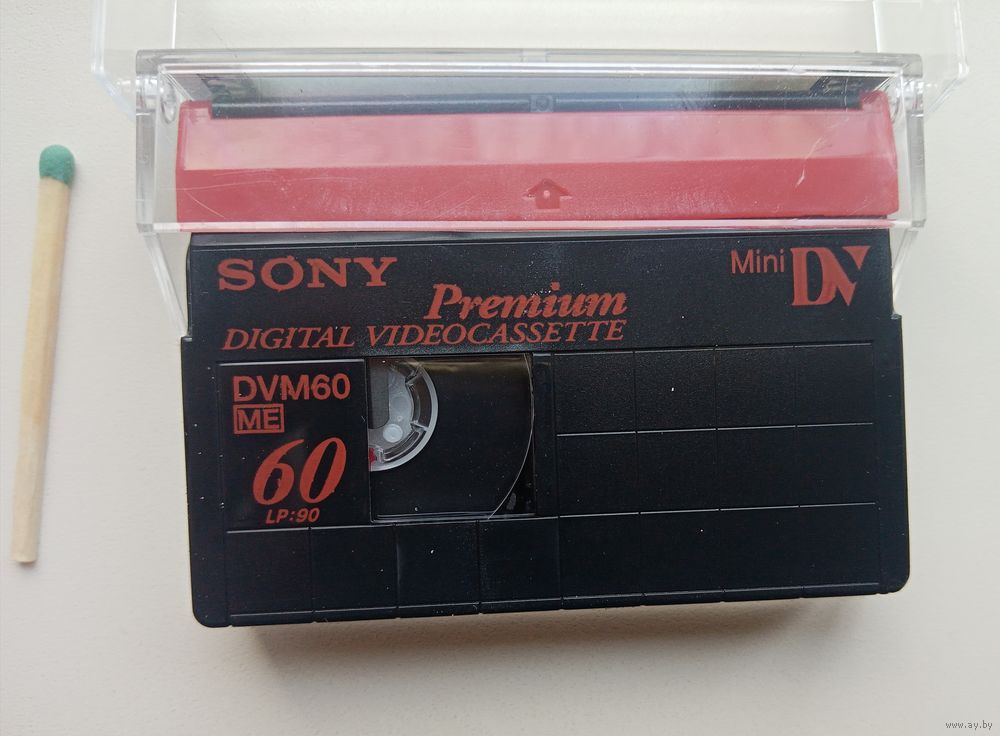 SONY
Mini DV
Premium
DIGITAL VIDEOCASSETTE
DVM60
ME
60
LP:90
www.ay.by